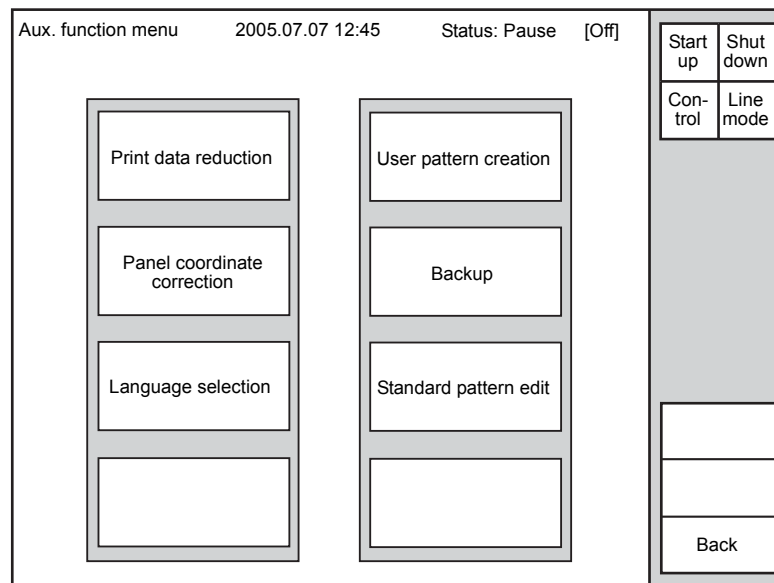 Aux. function menu 2005.07.07 12:45 Status: Pause [Off]
Start
up
Shut
down
Con-
trol
Line
mode
Print data reduction
User pattern creation
Panel coordinate
correction
Backup
Language selection
Standard pattern edit
Back